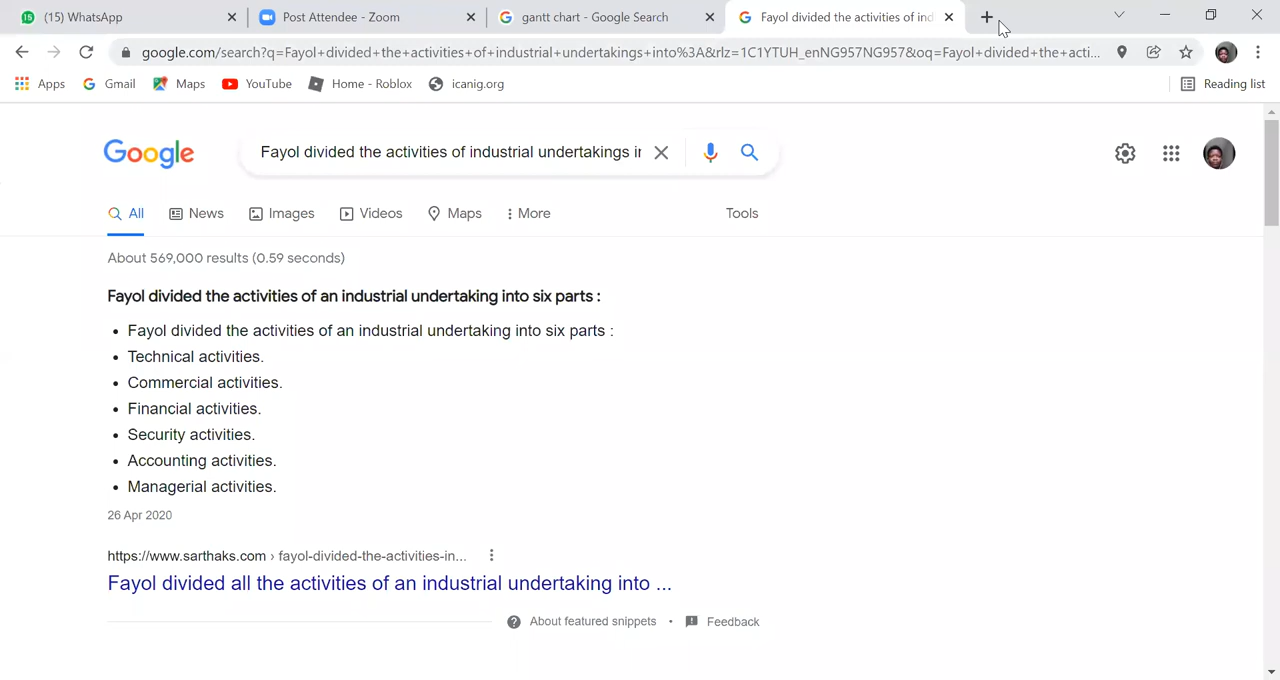 15 (15) WhatsApp
Post Attendee - Zoom
gantt chart - Google Search
Fayol divided the activities of ind
google.com/search?q=Fayol+divided+the+activities+of+industrial+undertakings+into%3A&rlz=1C1YTUH_enNG957NG957&oq=Fayol+divided+the+acti...
Apps
Gmail
Maps
YouTube
Home - Roblox
icanig.org
Reading list
Google
Fayol divided the activities of industrial undertakings in
All
News
Images
Videos
Maps
More
Tools
About 569,000 results (0.59 seconds)
Fayol divided the activities of an industrial undertaking into six parts :
• Fayol divided the activities of an industrial undertaking into six parts :
• Technical activities.
• Commercial activities.
• Financial activities.
• Security activities.
• Accounting activities.
• Managerial activities.
26 Apr 2020
https://www.sarthaks.com › fayol-divided-the-activities-in...
Fayol divided all the activities of an industrial undertaking into ...
About featured snippets • Feedback